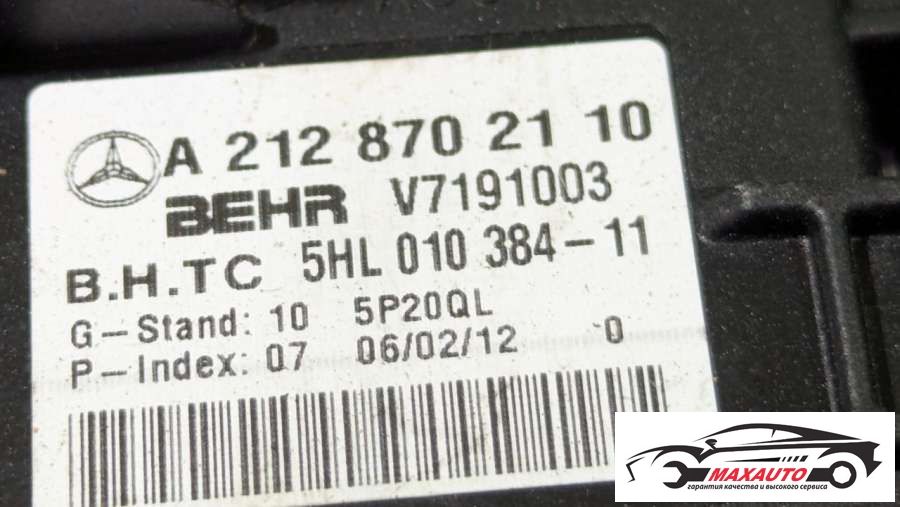 A 212 870 21 10
BEHR V7191003
B.H.TC 5HL 010 384-11
G-Stand: 10 5P20QL
P-Index: 07 06/02/12 0
MAXAUTO
гарантия качества и высокого сервиса